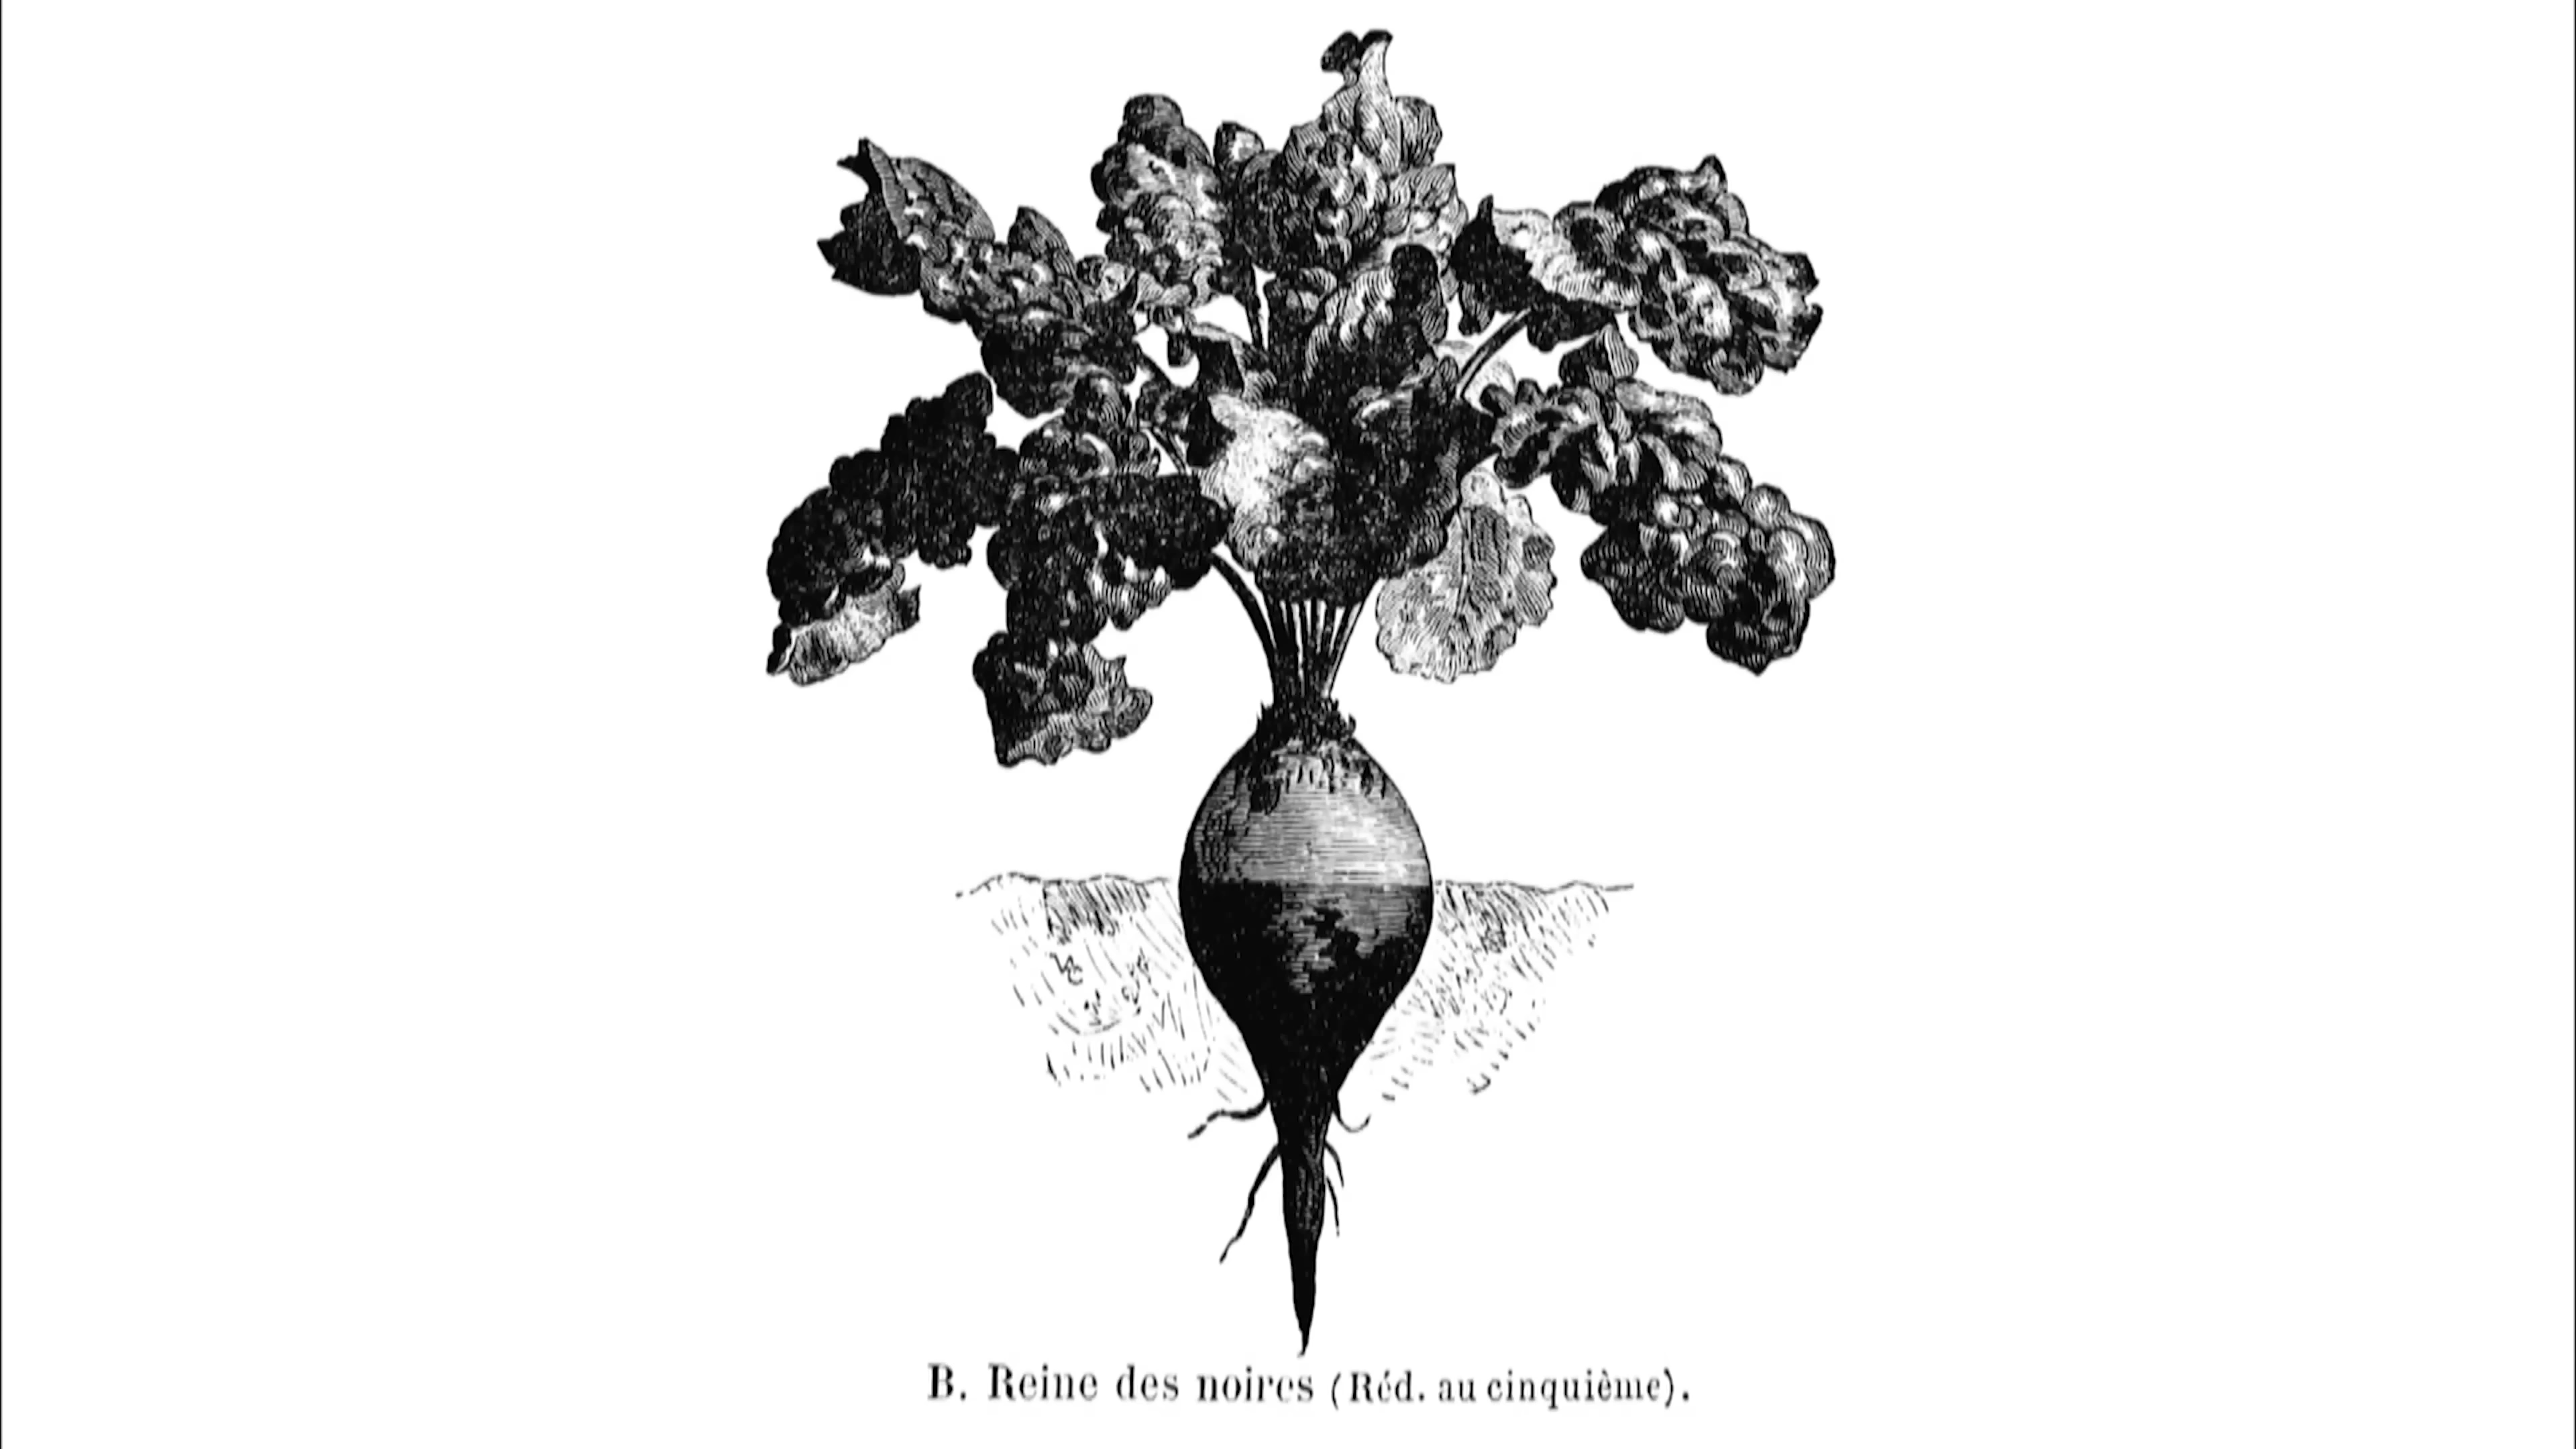 B. Reine des noires (Réd. au cinquième).